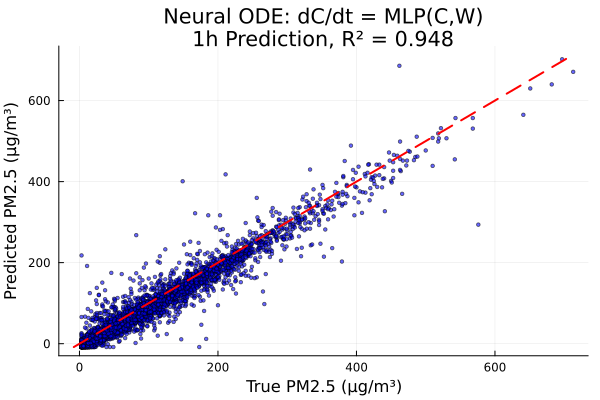 Neural ODE: dC/dt = MLP(C,W)
1h Prediction, R² = 0.948
Predicted PM2.5 (μg/m³)
600
400
200
0
0 200 400 600
True PM2.5 (μg/m³)